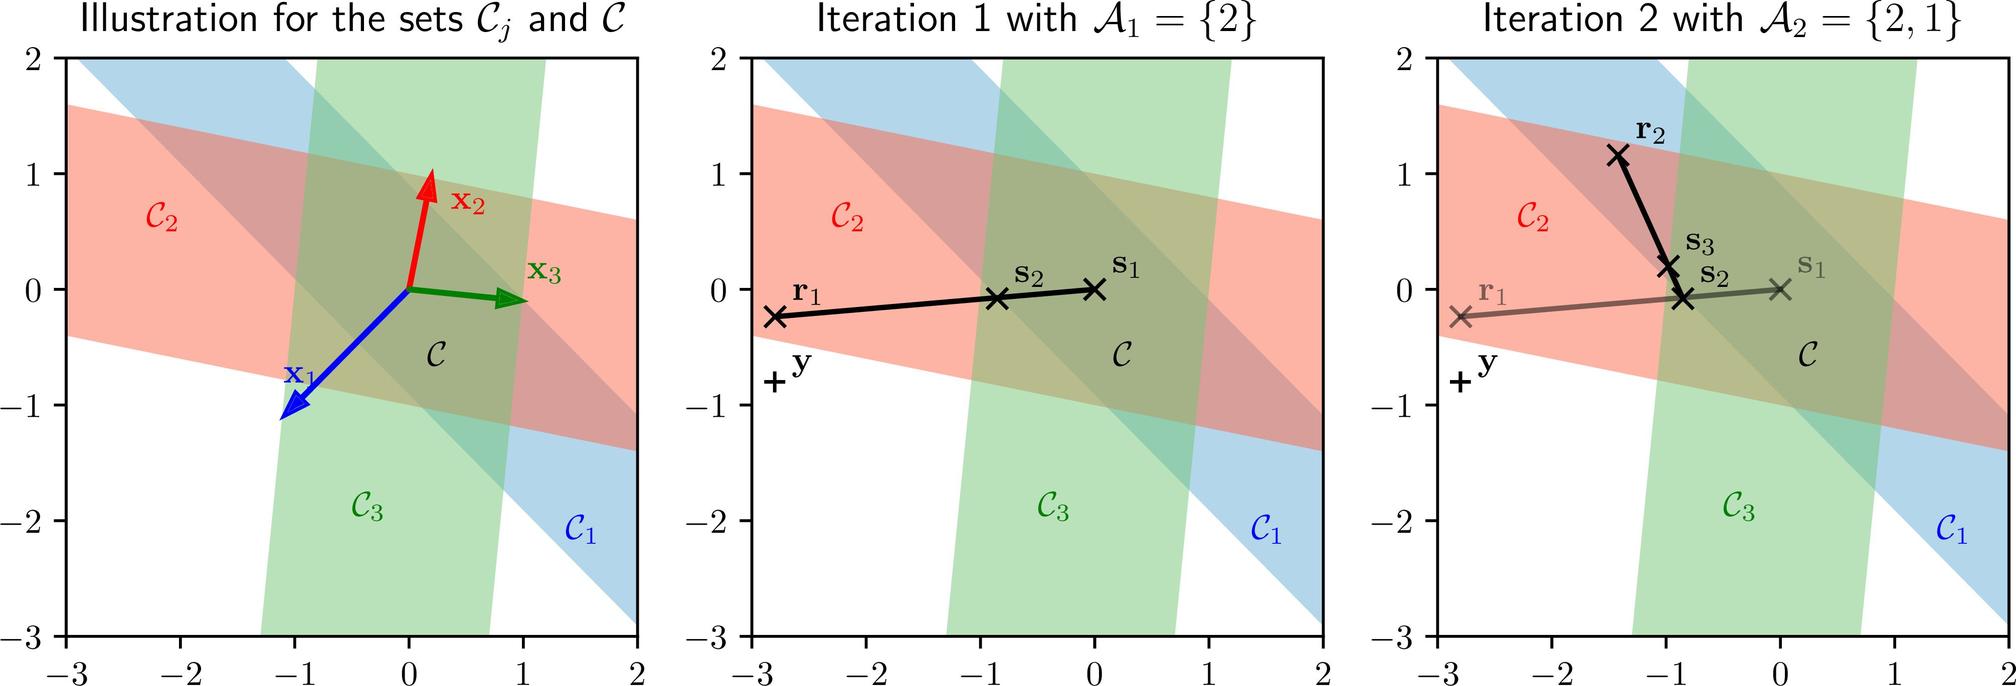 Illustration for the sets 𝒞ⱼ and 𝒞
2
1
0
−1
−2
−3
−3 −2 −1 0 1 2
𝒞₂
x₂
x₃
𝒞
x₁
𝒞₃
𝒞₁
Iteration 1 with 𝒜₁ = {2}
2
1
0
−1
−2
−3
−3 −2 −1 0 1 2
𝒞₂
s₁
s₂
r₁
y
𝒞
𝒞₃
𝒞₁
Iteration 2 with 𝒜₂ = {2, 1}
2
1
0
−1
−2
−3
−3 −2 −1 0 1 2
r₂
𝒞₂
s₃
s₂
s₁
r₁
y
𝒞
𝒞₃
𝒞₁